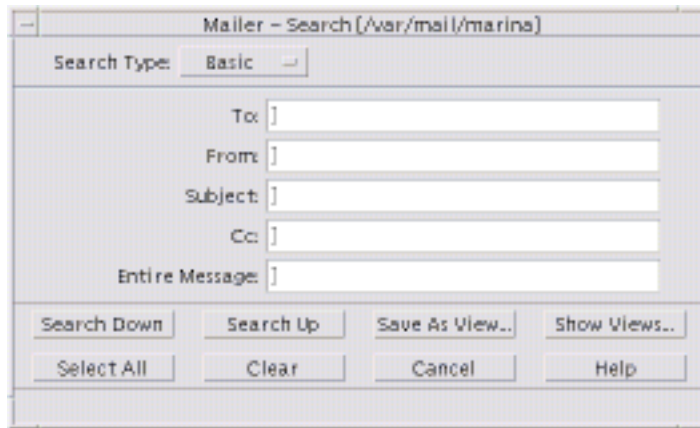 Mailer – Search [/var/mail/marina]
Search Type: Basic
To:
From:
Subject:
Cc:
Entire Message:
Search Down Search Up Save As View... Show Views...
Select All Clear Cancel Help